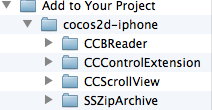 Add to Your Project
cocos2d-iphone
CCBReader
CCControlExtension
CCScrollView
SSZipArchive